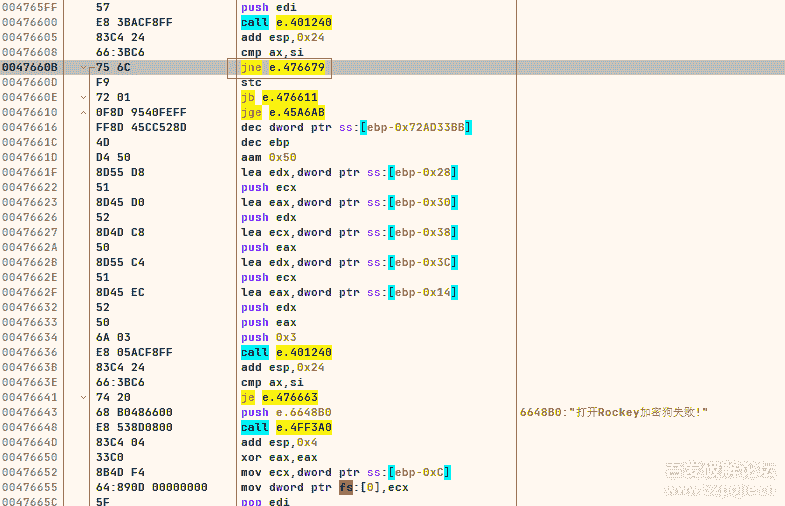 004765FF 57 push edi
00476600 E8 3BACF8FF call e.401240
00476605 83C4 24 add esp,0x24
00476608 66:3BC6 cmp ax,si
0047660B 75 6C jne e.476679
0047660D F9 stc
0047660E 72 01 jb e.476611
00476610 0F8D 9540FEFF jge e.45A6AB
00476616 FF8D 45CC528D dec dword ptr ss:[ebp-0x72AD33BB]
0047661C 4D dec ebp
0047661D D4 50 aam 0x50
0047661F 8D55 D8 lea edx,dword ptr ss:[ebp-0x28]
00476622 51 push ecx
00476623 8D45 D0 lea eax,dword ptr ss:[ebp-0x30]
00476626 52 push edx
00476627 8D4D C8 lea ecx,dword ptr ss:[ebp-0x38]
0047662A 50 push eax
0047662B 8D55 C4 lea edx,dword ptr ss:[ebp-0x3C]
0047662E 51 push ecx
0047662F 8D45 EC lea eax,dword ptr ss:[ebp-0x14]
00476632 52 push edx
00476633 50 push eax
00476634 6A 03 push 0x3
00476636 E8 05ACF8FF call e.401240
0047663B 83C4 24 add esp,0x24
0047663E 66:3BC6 cmp ax,si
00476641 74 20 je e.476663
00476643 68 B0486600 push e.6648B0 6648B0:"打开Rockey加密狗失败!"
00476648 E8 538D0800 call e.4FF3A0
0047664D 83C4 04 add esp,0x4
00476650 33C0 xor eax,eax
00476652 8B4D F4 mov ecx,dword ptr ss:[ebp-0xC]
00476655 64:890D 00000000 mov dword ptr fs:[0],ecx
0047665C 5F pop edi
吾爱破解论坛
www.52pojie.cn